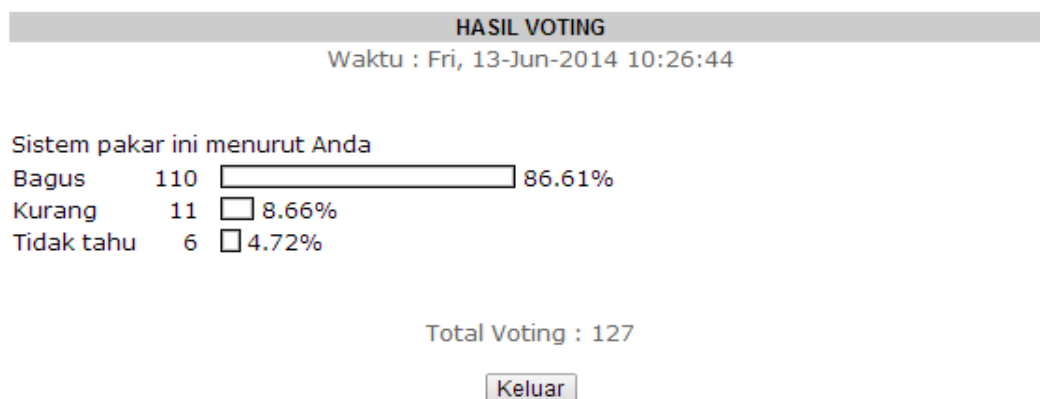 HASIL VOTING
Waktu : Fri, 13-Jun-2014 10:26:44
Sistem pakar ini menurut Anda
Bagus 110 86.61%
Kurang 11 8.66%
Tidak tahu 6 4.72%
Total Voting : 127
Keluar